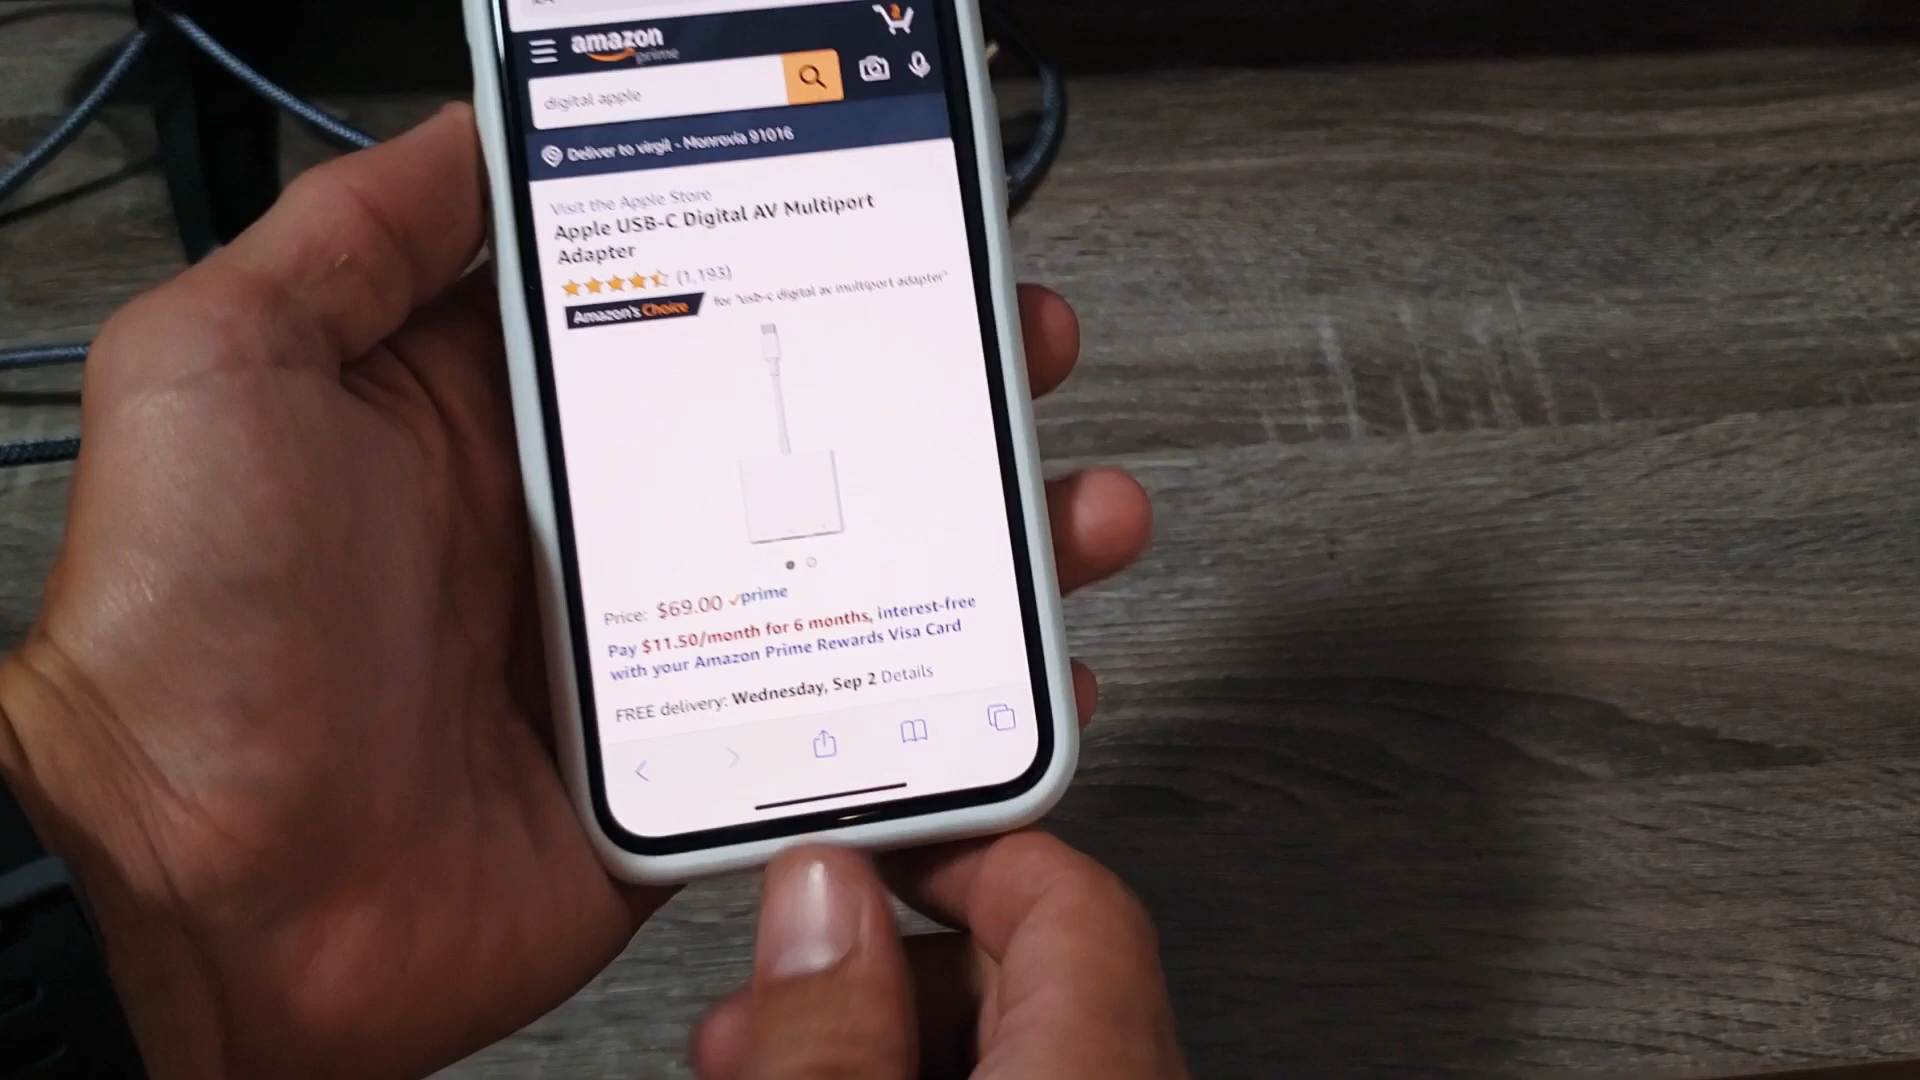 amazon
prime
digital apple
Deliver to virgil - Monrovia 91016
Visit the Apple Store
Apple USB-C Digital AV Multiport
Adapter
(1,193)
Amazon's Choice for "usb-c digital av multiport adapter"
Price: $69.00 prime
Pay $11.50/month for 6 months, interest-free
with your Amazon Prime Rewards Visa Card
FREE delivery: Wednesday, Sep 2 Details